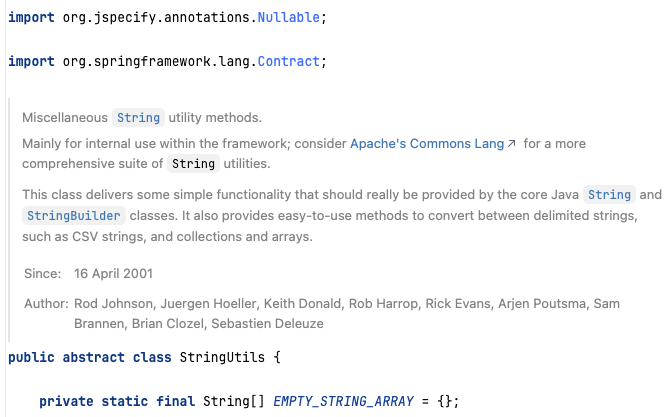 import org.jspecify.annotations.Nullable;
import org.springframework.lang.Contract;
Miscellaneous String utility methods.
Mainly for internal use within the framework; consider Apache's Commons Lang↗ for a more
comprehensive suite of String utilities.
This class delivers some simple functionality that should really be provided by the core Java String and
StringBuilder classes. It also provides easy-to-use methods to convert between delimited strings,
such as CSV strings, and collections and arrays.
Since: 16 April 2001
Author: Rod Johnson, Juergen Hoeller, Keith Donald, Rob Harrop, Rick Evans, Arjen Poutsma, Sam
Brannen, Brian Clozel, Sebastien Deleuze
public abstract class StringUtils {
private static final String[] EMPTY_STRING_ARRAY = {};